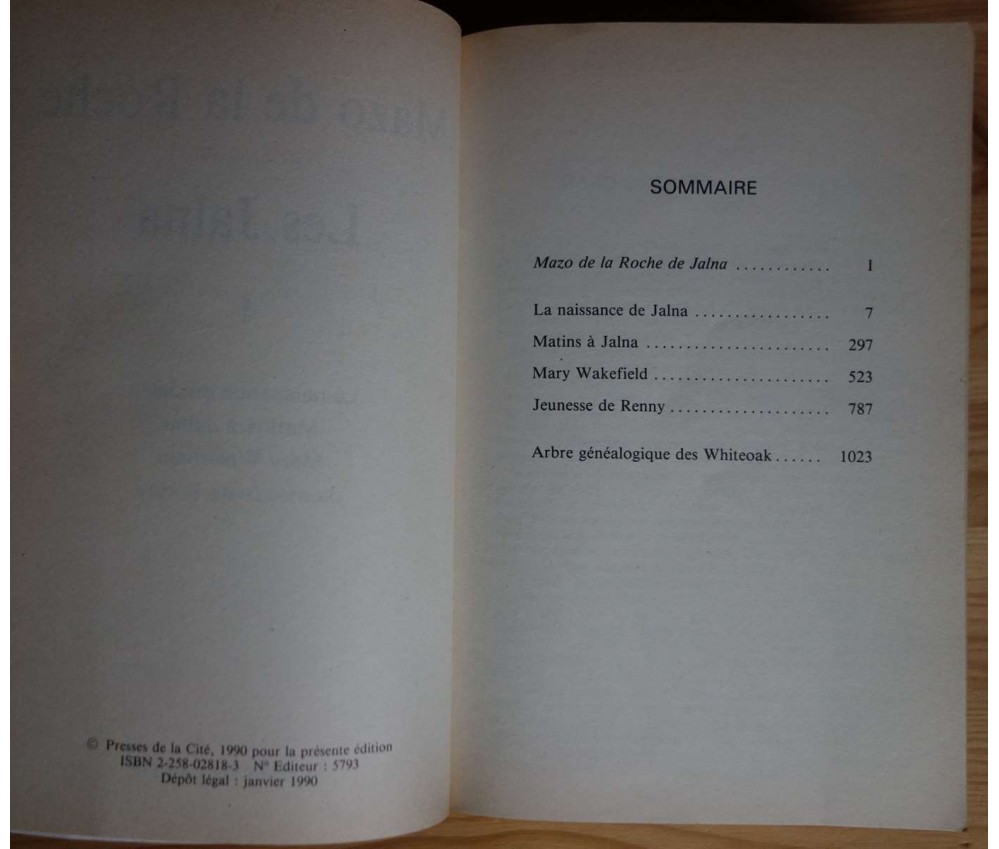 © Presses de la Cité, 1990 pour la présente édition
ISBN 2-258-02818-3 N° Editeur : 5793
Dépôt légal : janvier 1990
SOMMAIRE
Mazo de la Roche de Jalna ............ I
La naissance de Jalna ................. 7
Matins à Jalna ....................... 297
Mary Wakefield ...................... 523
Jeunesse de Renny .................... 787
Arbre généalogique des Whiteoak ...... 1023